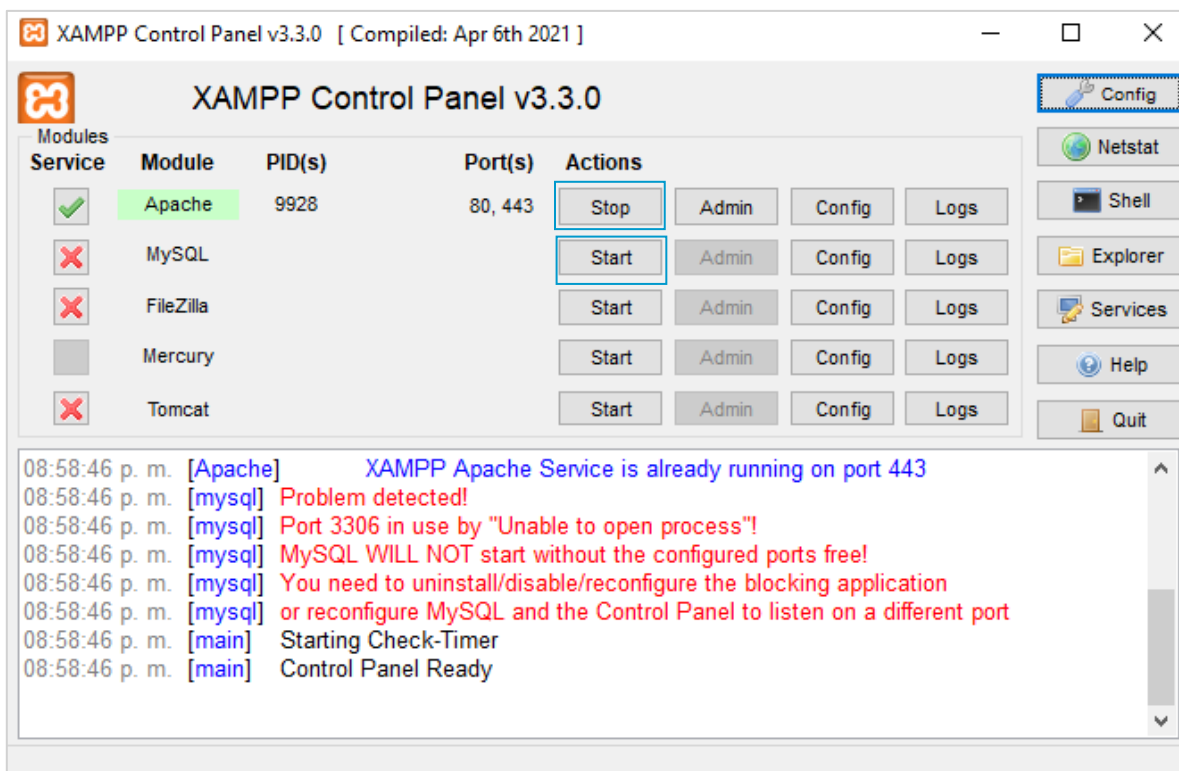 XAMPP Control Panel v3.3.0 [ Compiled: Apr 6th 2021 ]
XAMPP Control Panel v3.3.0
Config
Modules
Netstat
Service Module PID(s) Port(s) Actions
Apache 9928 80, 443 Stop Admin Config Logs
Shell
MySQL Start Admin Config Logs
Explorer
FileZilla Start Admin Config Logs
Services
Mercury Start Admin Config Logs
Help
Tomcat Start Admin Config Logs
Quit
08:58:46 p. m. [Apache] XAMPP Apache Service is already running on port 443
08:58:46 p. m. [mysql] Problem detected!
08:58:46 p. m. [mysql] Port 3306 in use by "Unable to open process"!
08:58:46 p. m. [mysql] MySQL WILL NOT start without the configured ports free!
08:58:46 p. m. [mysql] You need to uninstall/disable/reconfigure the blocking application
08:58:46 p. m. [mysql] or reconfigure MySQL and the Control Panel to listen on a different port
08:58:46 p. m. [main] Starting Check-Timer
08:58:46 p. m. [main] Control Panel Ready